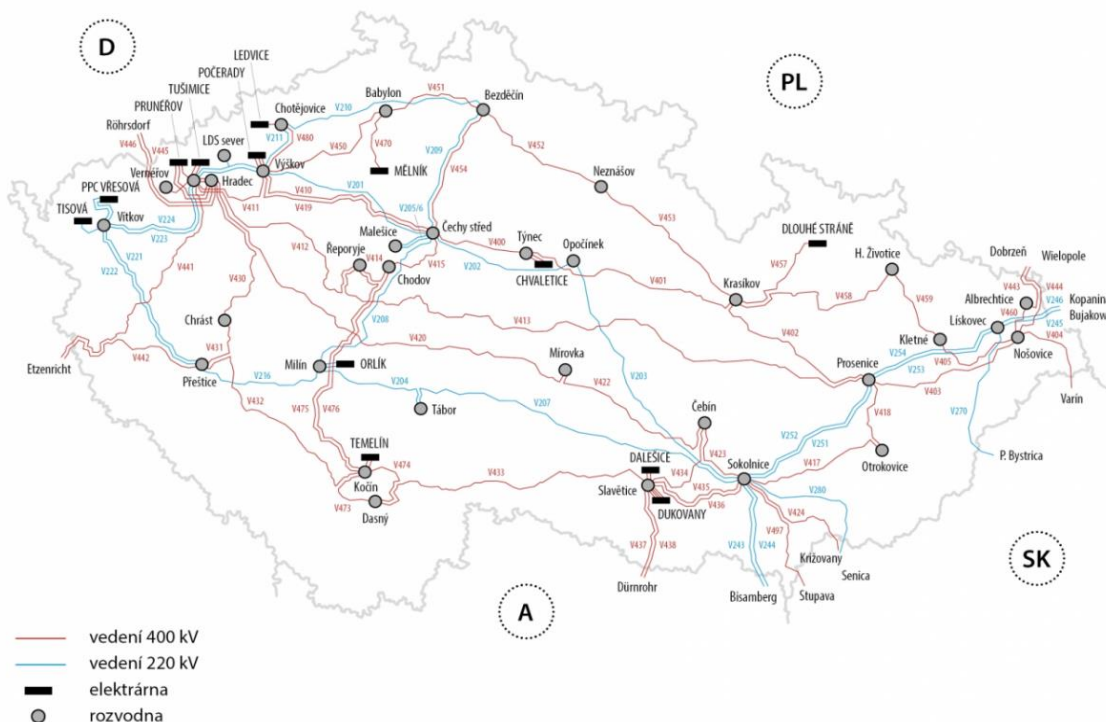 D
PL
LEDVICE
POČERADY
TUŠIMICE
PRUNÉŘOV
Röhrsdorf
V446
V445
LDS sever
Chotějovice
V210
V211
V480
Babylon
V451
Bezděčín
V450
V470
MĚLNÍK
V209
V454
V452
Neznášov
V453
Vernéřov
Hradec
Výškov
V410
V419
V411
V201
V205/6
PPC VŘESOVÁ
TISOVÁ
Vítkov
V224
V223
V222
V221
V441
V430
V412
Řeporyje
V414
Malešice
Chodov
V415
Čechy střed
V400
V202
Týnec
CHVALETICE
Opočínek
V401
DLOUHÉ STRÁNĚ
V457
Krasíkov
V458
H. Životice
V459
Kletné
V402
Dobrzeň
Wielopole
V443
V444
Albrechtice
V460
V246
Kopanina
Bujaków
V245
Lískovec
V404
Nošovice
V405
V254
V253
V403
Varín
Prosenice
V418
V270
P. Bystrica
Otrokovice
V417
V252
V251
V203
V413
V420
V208
Chrást
V431
Přeštice
V442
Etzenricht
V432
V216
Milín
ORLÍK
V204
Tábor
V207
Mírovka
V422
Čebín
V423
V475
V476
TEMELÍN
Kočín
V474
V473
Dasný
V433
DALEŠICE
Slavětice
V434
V435
V436
DUKOVANY
Sokolnice
V437
V438
Dürnrohr
V243
V244
Bisamberg
V280
V424
V497
Križovany
Senica
Stupava
A
SK
vedení 400 kV
vedení 220 kV
elektrárna
rozvodna